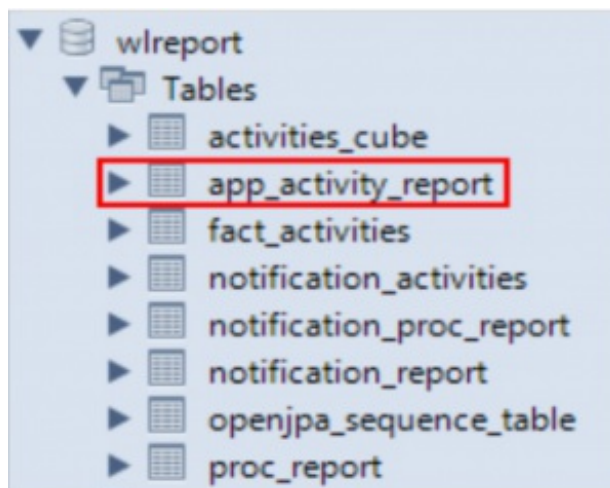 wlreport
Tables
activities_cube
app_activity_report
fact_activities
notification_activities
notification_proc_report
notification_report
openjpa_sequence_table
proc_report